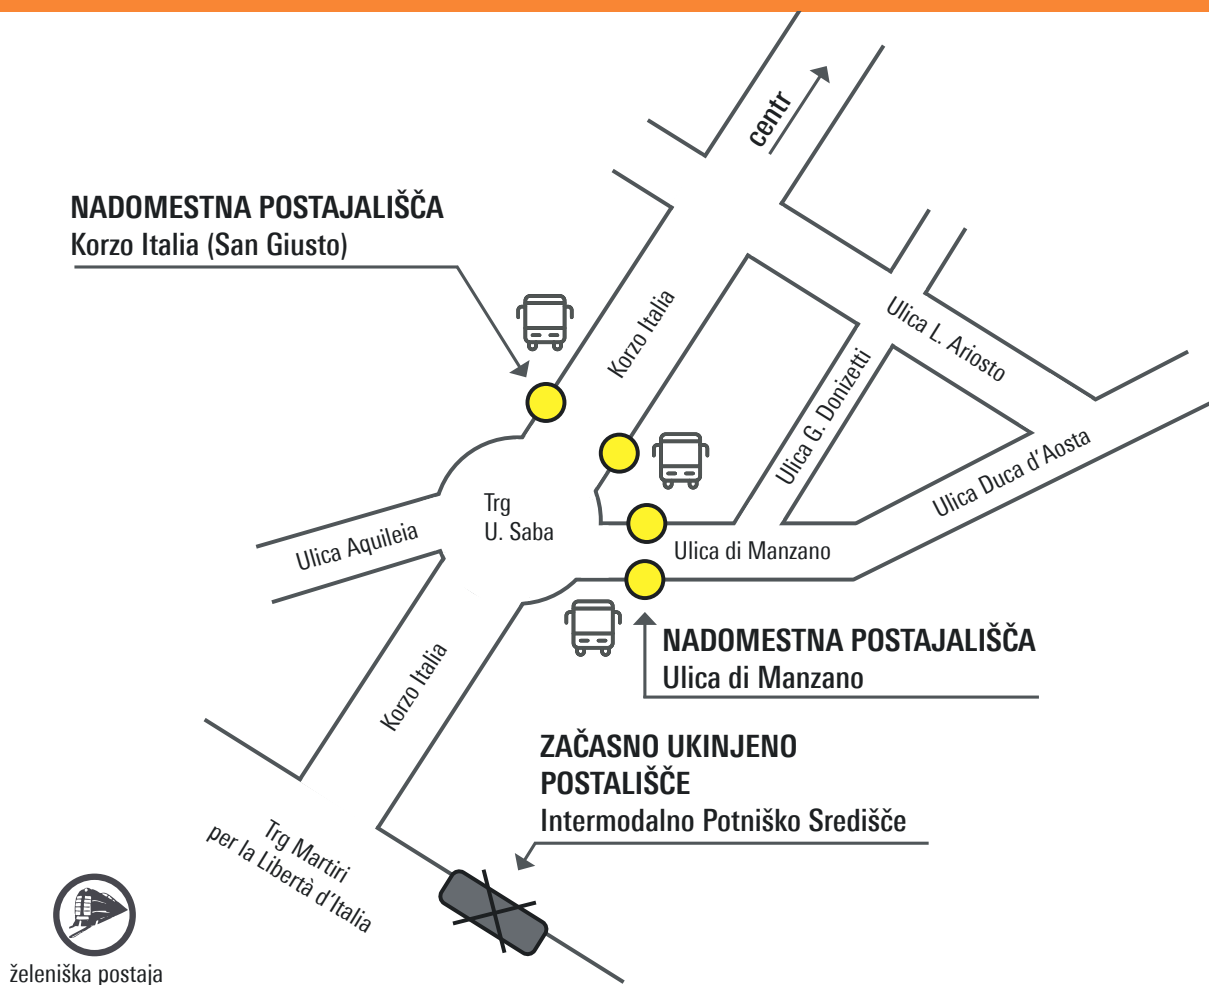 centr
NADOMESTNA POSTAJALIŠČA
Korzo Italia (San Giusto)
Korzo Italia
Ulica L. Ariosto
Ulica G. Donizetti
Ulica Duca d'Aosta
Trg
U. Saba
Ulica Aquileia
Ulica di Manzano
NADOMESTNA POSTAJALIŠČA
Ulica di Manzano
Korzo Italia
ZAČASNO UKINJENO
POSTALIŠČE
Intermodalno Potniško Središče
Trg Martiri
per la Libertà d'Italia
želeniška postaja